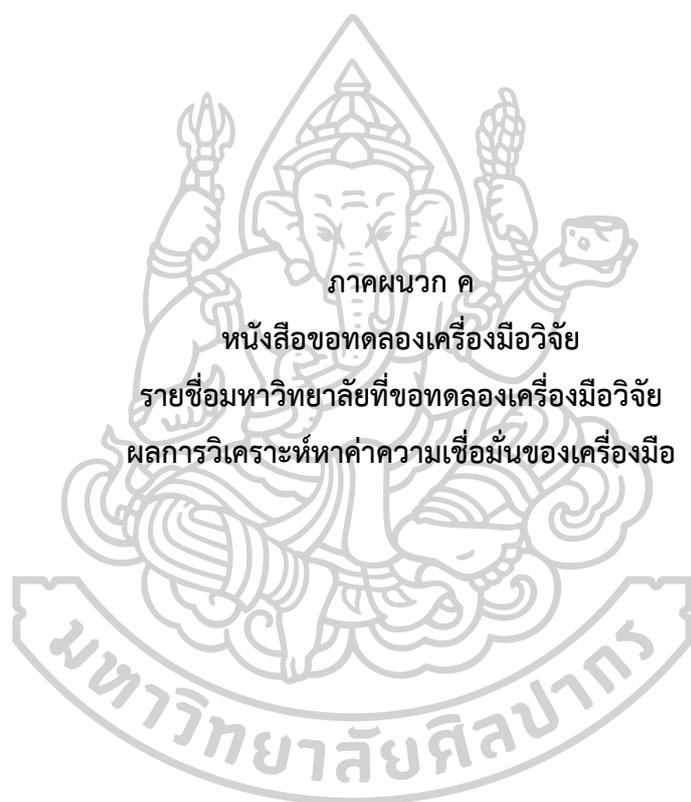 ภาคผนวก ค
หนังสือขอทดลองเครื่องมือวิจัย
รายชื่อมหาวิทยาลัยที่ขอทดลองเครื่องมือวิจัย
ผลการวิเคราะห์หาค่าความเชื่อมั่นของเครื่องมือ
มหาวิทยาลัยศิลปากร